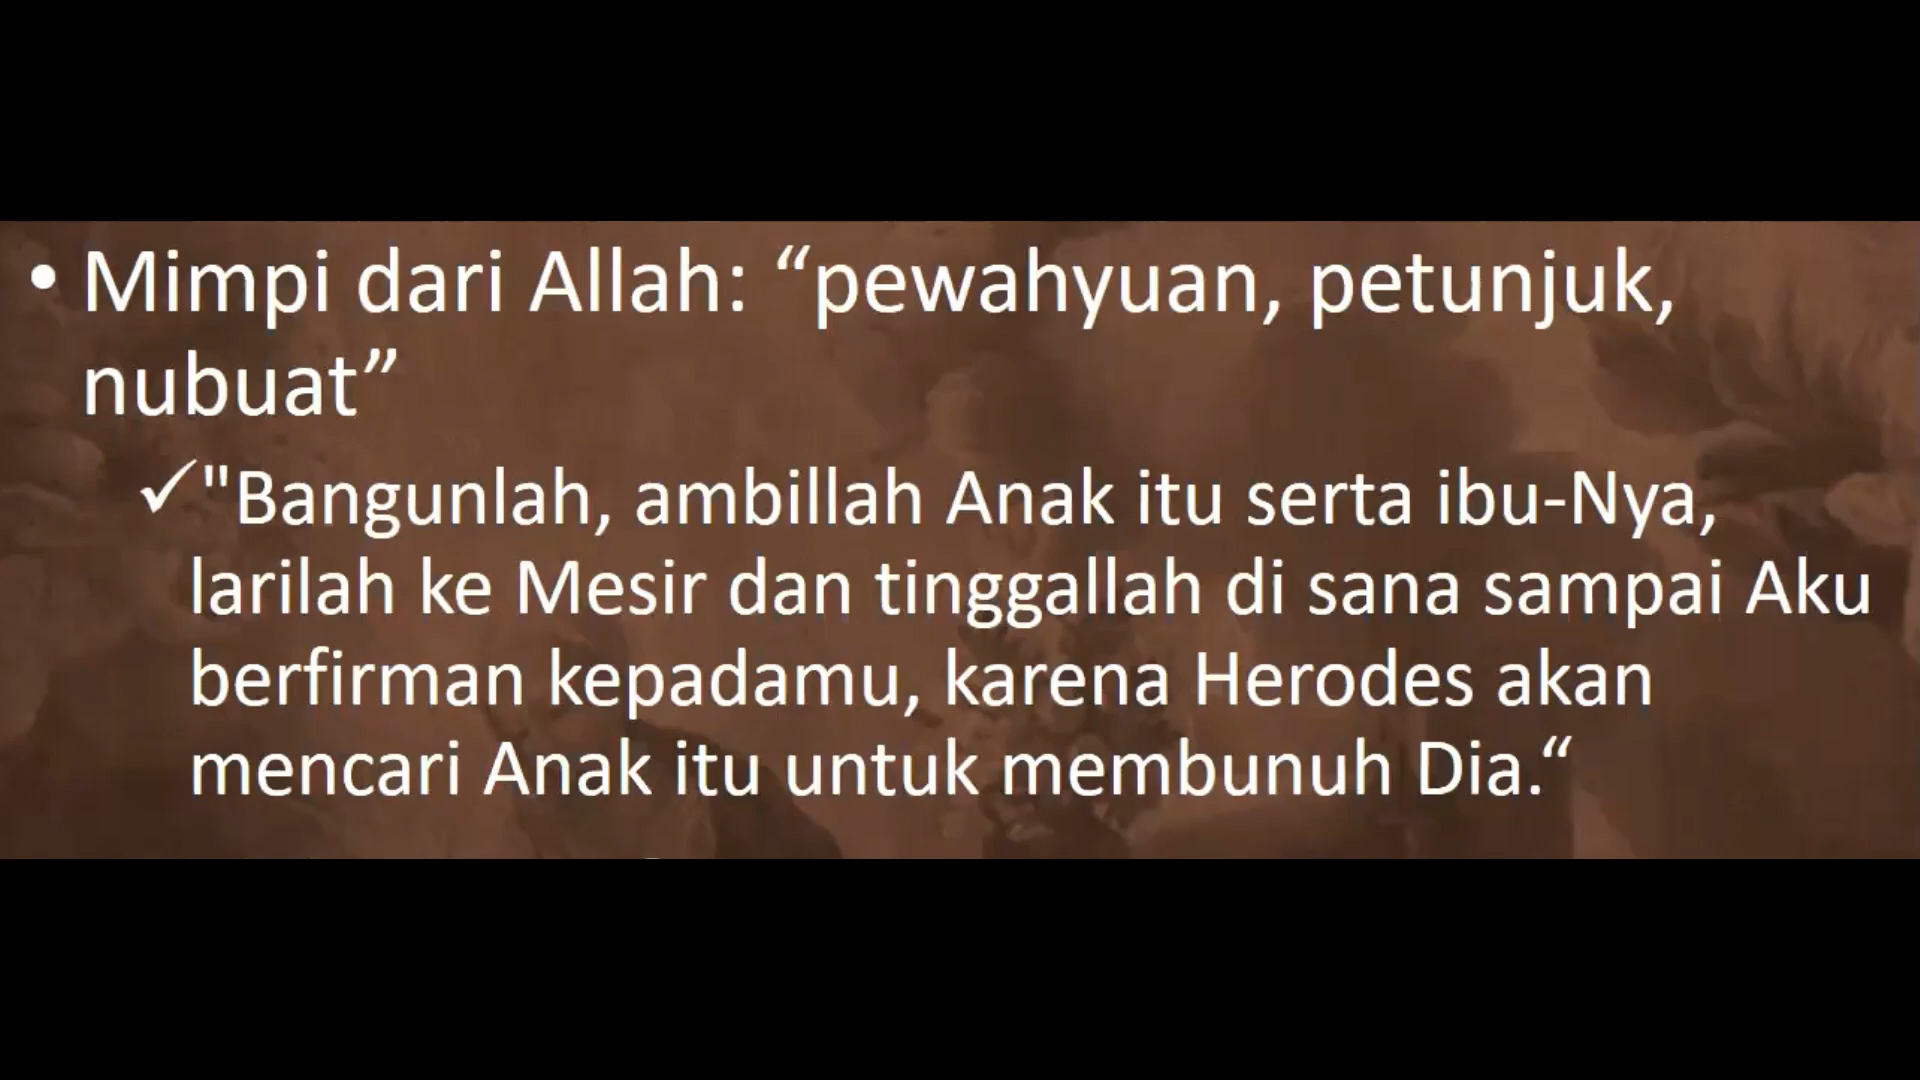 • Mimpi dari Allah: “pewahyuan, petunjuk,
nubuat”
✓"Bangunlah, ambillah Anak itu serta ibu-Nya,
larilah ke Mesir dan tinggallah di sana sampai Aku
berfirman kepadamu, karena Herodes akan
mencari Anak itu untuk membunuh Dia.“